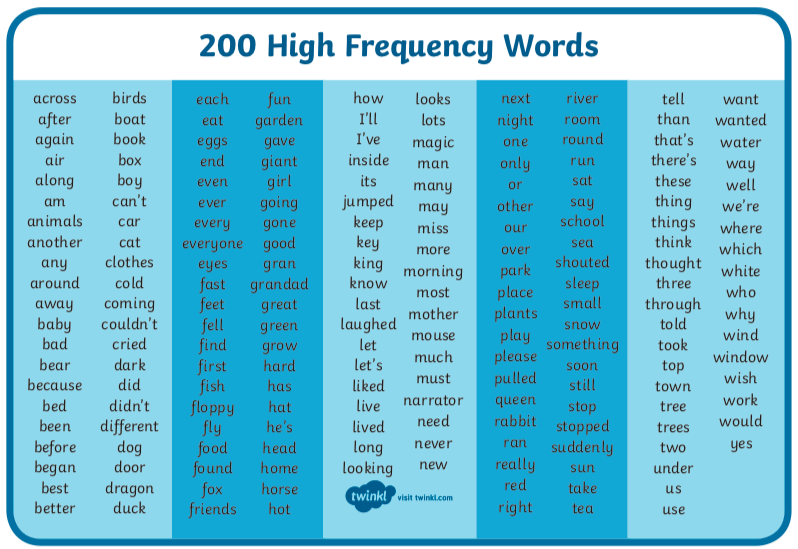 200 High Frequency Words
across
after
again
air
along
am
animals
another
any
around
away
baby
bad
bear
because
bed
been
before
began
best
better
birds
boat
book
box
boy
can't
car
cat
clothes
cold
coming
couldn't
cried
dark
did
didn't
different
dog
door
dragon
duck
each
eat
eggs
end
even
ever
every
everyone
eyes
fast
feet
fell
find
first
fish
floppy
fly
food
found
fox
friends
fun
garden
gave
giant
girl
going
gone
good
gran
grandad
great
green
grow
hard
has
hat
he's
head
home
horse
hot
how
I'll
I've
inside
its
jumped
keep
key
king
know
last
laughed
let
let's
liked
live
lived
long
looking
looks
lots
magic
man
many
may
miss
more
morning
most
mother
mouse
much
must
narrator
need
never
new
twinkl visit twinkl.com
next
night
one
only
or
other
our
over
park
place
plants
play
please
pulled
queen
rabbit
ran
really
red
right
river
room
round
run
sat
say
school
sea
shouted
sleep
small
snow
something
soon
still
stop
stopped
suddenly
sun
take
tea
tell
than
that's
there's
these
thing
things
think
thought
three
through
told
took
top
town
tree
trees
two
under
us
use
want
wanted
water
way
well
we're
where
which
white
who
why
wind
window
wish
work
would
yes